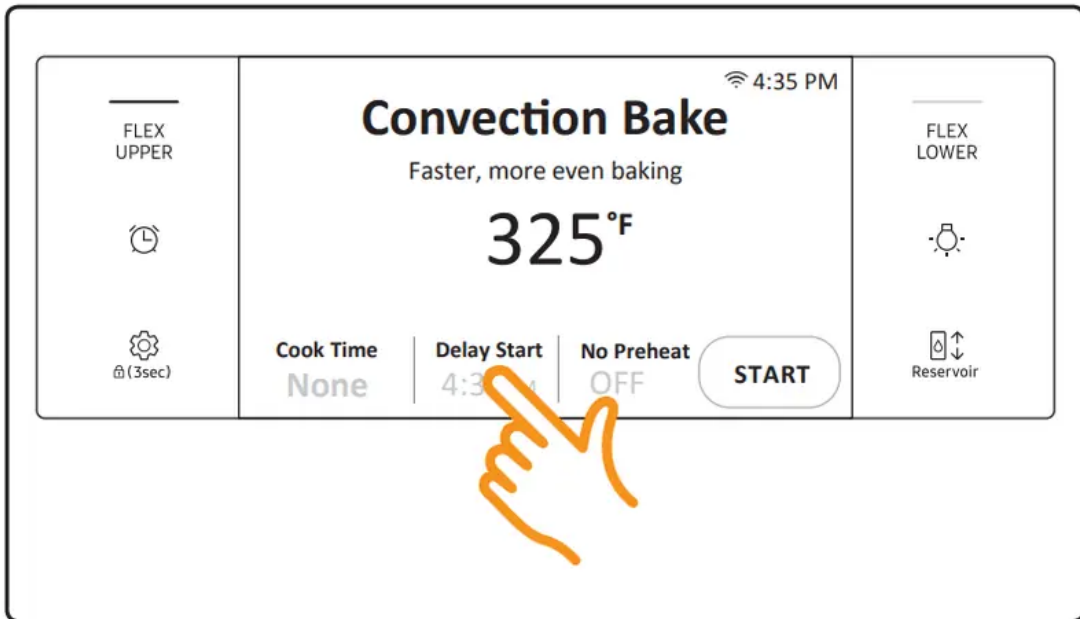 4:35 PM
FLEX
UPPER
Convection Bake
FLEX
LOWER
Faster, more even baking
325°F
(3sec)
Cook Time
None
Delay Start
No Preheat
OFF
START
Reservoir